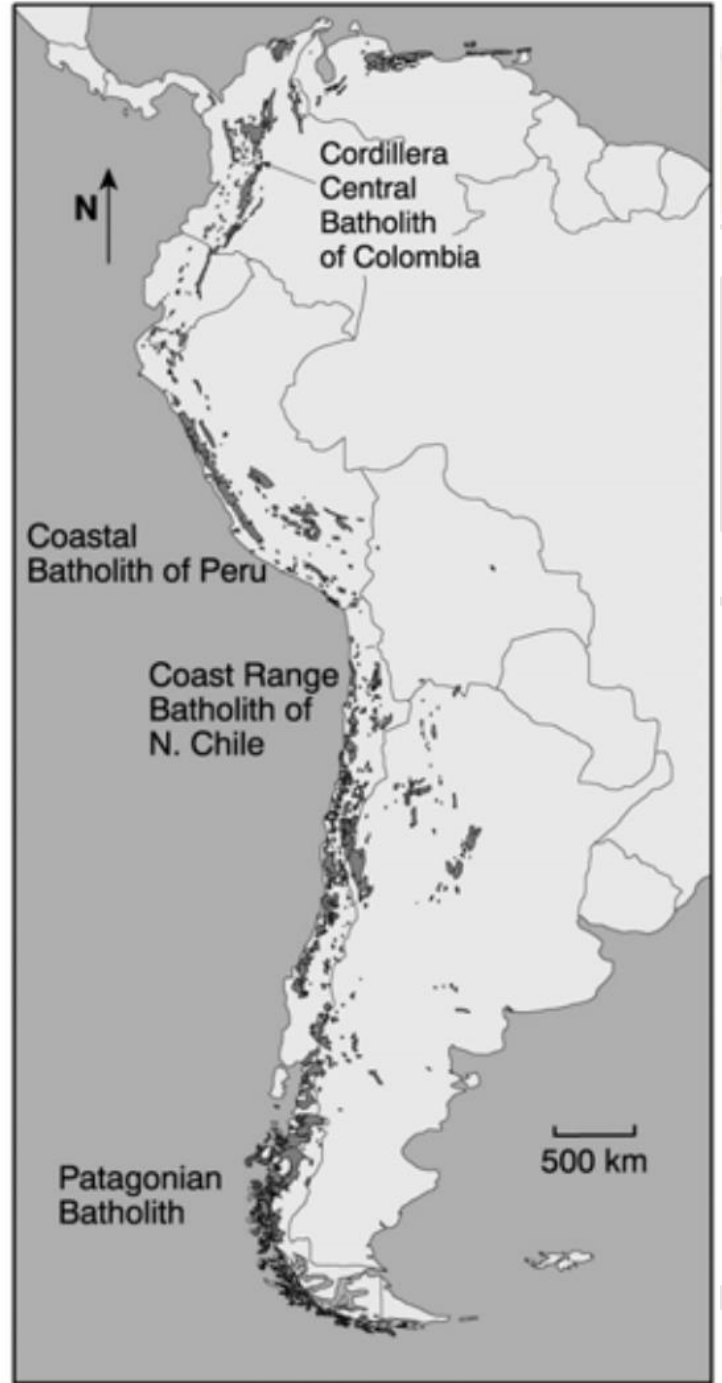 Cordillera
Central
Batholith
of Colombia
N
Coastal
Batholith of Peru
Coast Range
Batholith of
N. Chile
500 km
Patagonian
Batholith